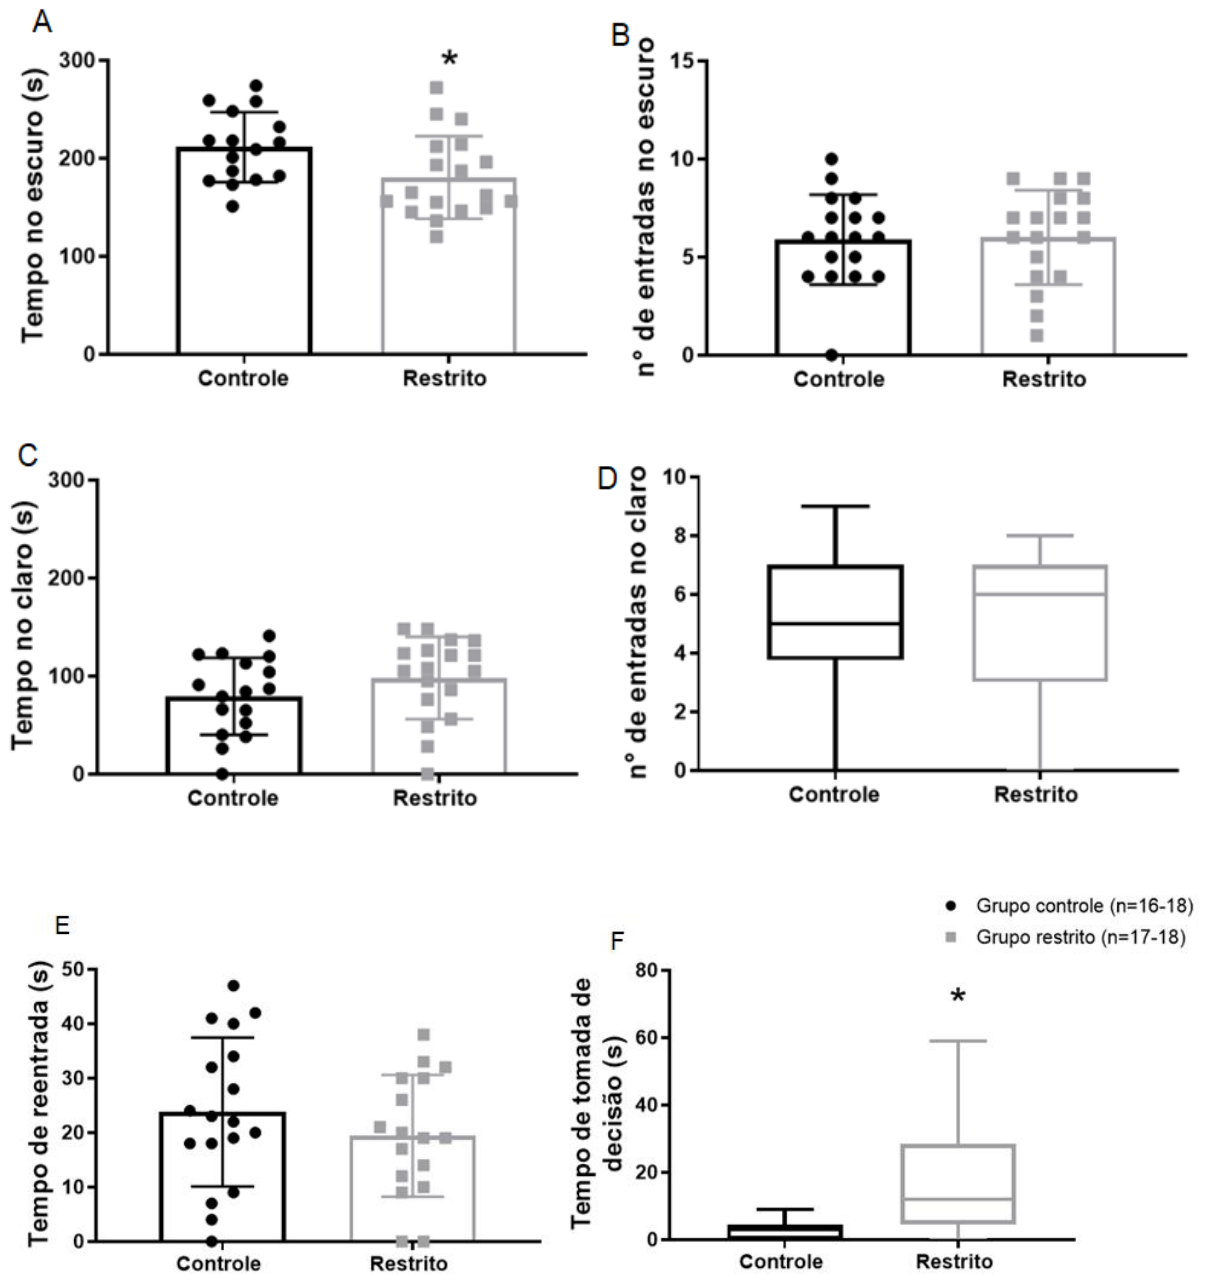 A
Tempo no escuro (s)
300
200
100
0
*
Controle
Restrito
B
n° de entradas no escuro
15
10
5
0
Controle
Restrito
C
Tempo no claro (s)
300
200
100
0
Controle
Restrito
D
n° de entradas no claro
10
8
6
4
2
0
Controle
Restrito
E
Tempo de reentrada (s)
50
40
30
20
10
0
Controle
Restrito
Grupo controle (n=16-18)
Grupo restrito (n=17-18)
F
Tempo de tomada de
decisão (s)
80
60
40
20
0
*
Controle
Restrito